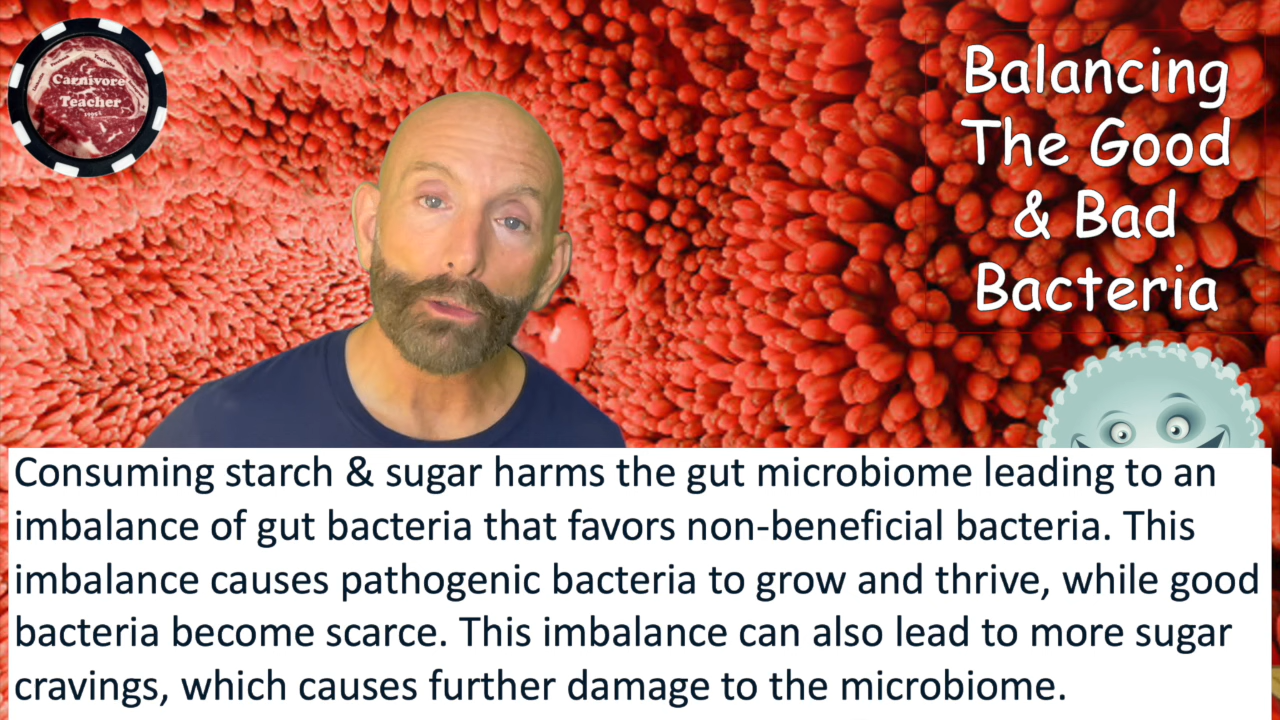 Carnivore
Teacher
Balancing
The Good
& Bad
Bacteria
Consuming starch & sugar harms the gut microbiome leading to an
imbalance of gut bacteria that favors non-beneficial bacteria. This
imbalance causes pathogenic bacteria to grow and thrive, while good
bacteria become scarce. This imbalance can also lead to more sugar
cravings, which causes further damage to the microbiome.